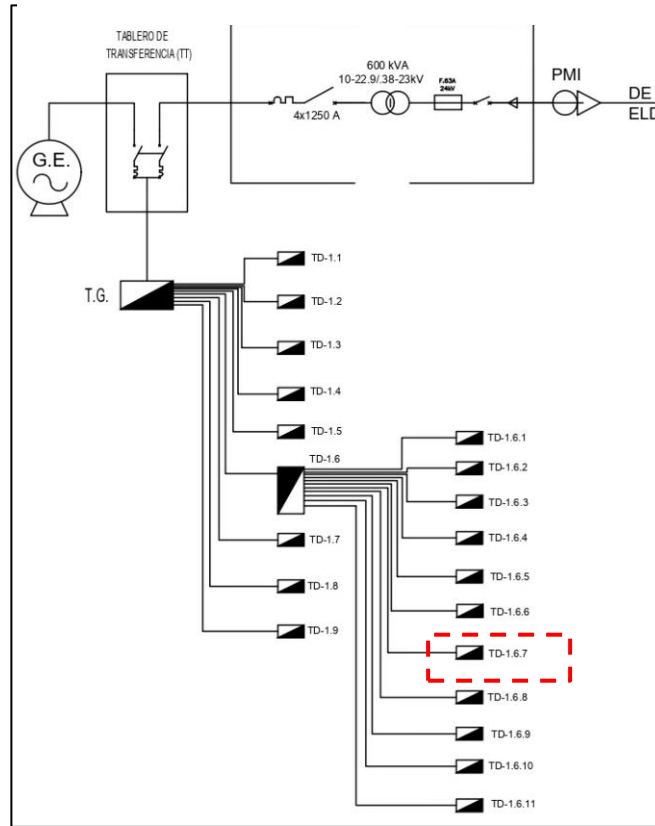 TABLERO DE
TRANSFERENCIA (TT)
600 kVA
10-22.9/.38-23kV
F.63A
24kV
4x1250 A
PMI
DE
ELD
G.E.
T.G.
TD-1.1
TD-1.2
TD-1.3
TD-1.4
TD-1.5
TD-1.6
TD-1.7
TD-1.8
TD-1.9
TD-1.6.1
TD-1.6.2
TD-1.6.3
TD-1.6.4
TD-1.6.5
TD-1.6.6
TD-1.6.7
TD-1.6.8
TD-1.6.9
TD-1.6.10
TD-1.6.11